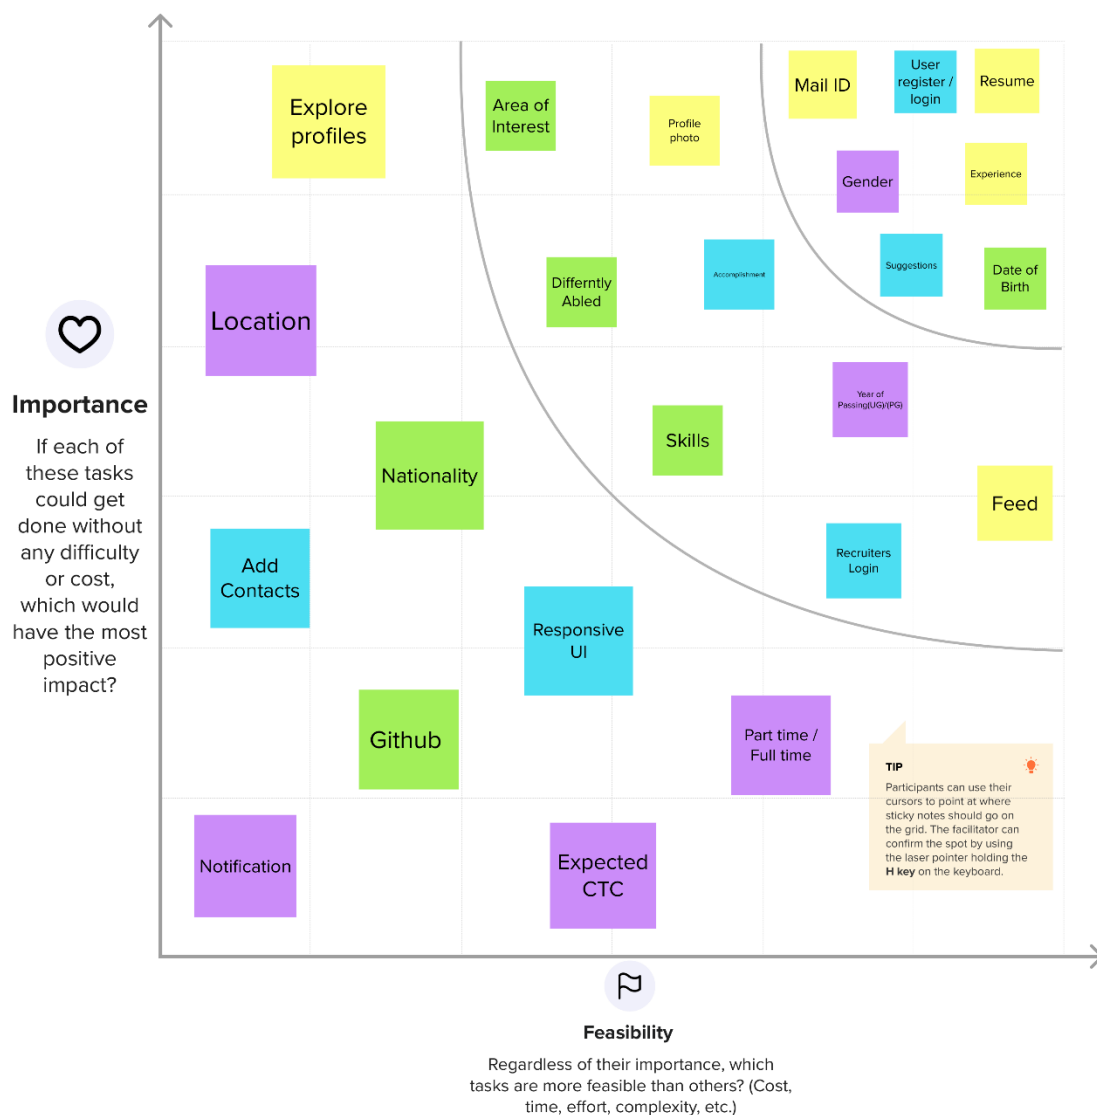 Explore
profiles
Area of
Interest
Profile
photo
Mail ID
User
register /
login
Resume
Gender
Experience
Location
Differntly
Abled
Accomplishment
Suggestions
Date of
Birth
Importance
If each of
these tasks
could get
done without
any difficulty
or cost,
which would
have the most
positive
impact?
Year of
Passing(UG)/(PG)
Nationality
Skills
Feed
Add
Contacts
Recruiters
Login
Responsive
UI
Github
Part time /
Full time
TIP
Participants can use their
cursors to point at where
sticky notes should go on
the grid. The facilitator can
confirm the spot by using
the laser pointer holding the
H key on the keyboard.
Notification
Expected
CTC
Feasibility
Regardless of their importance, which
tasks are more feasible than others? (Cost,
time, effort, complexity, etc.)